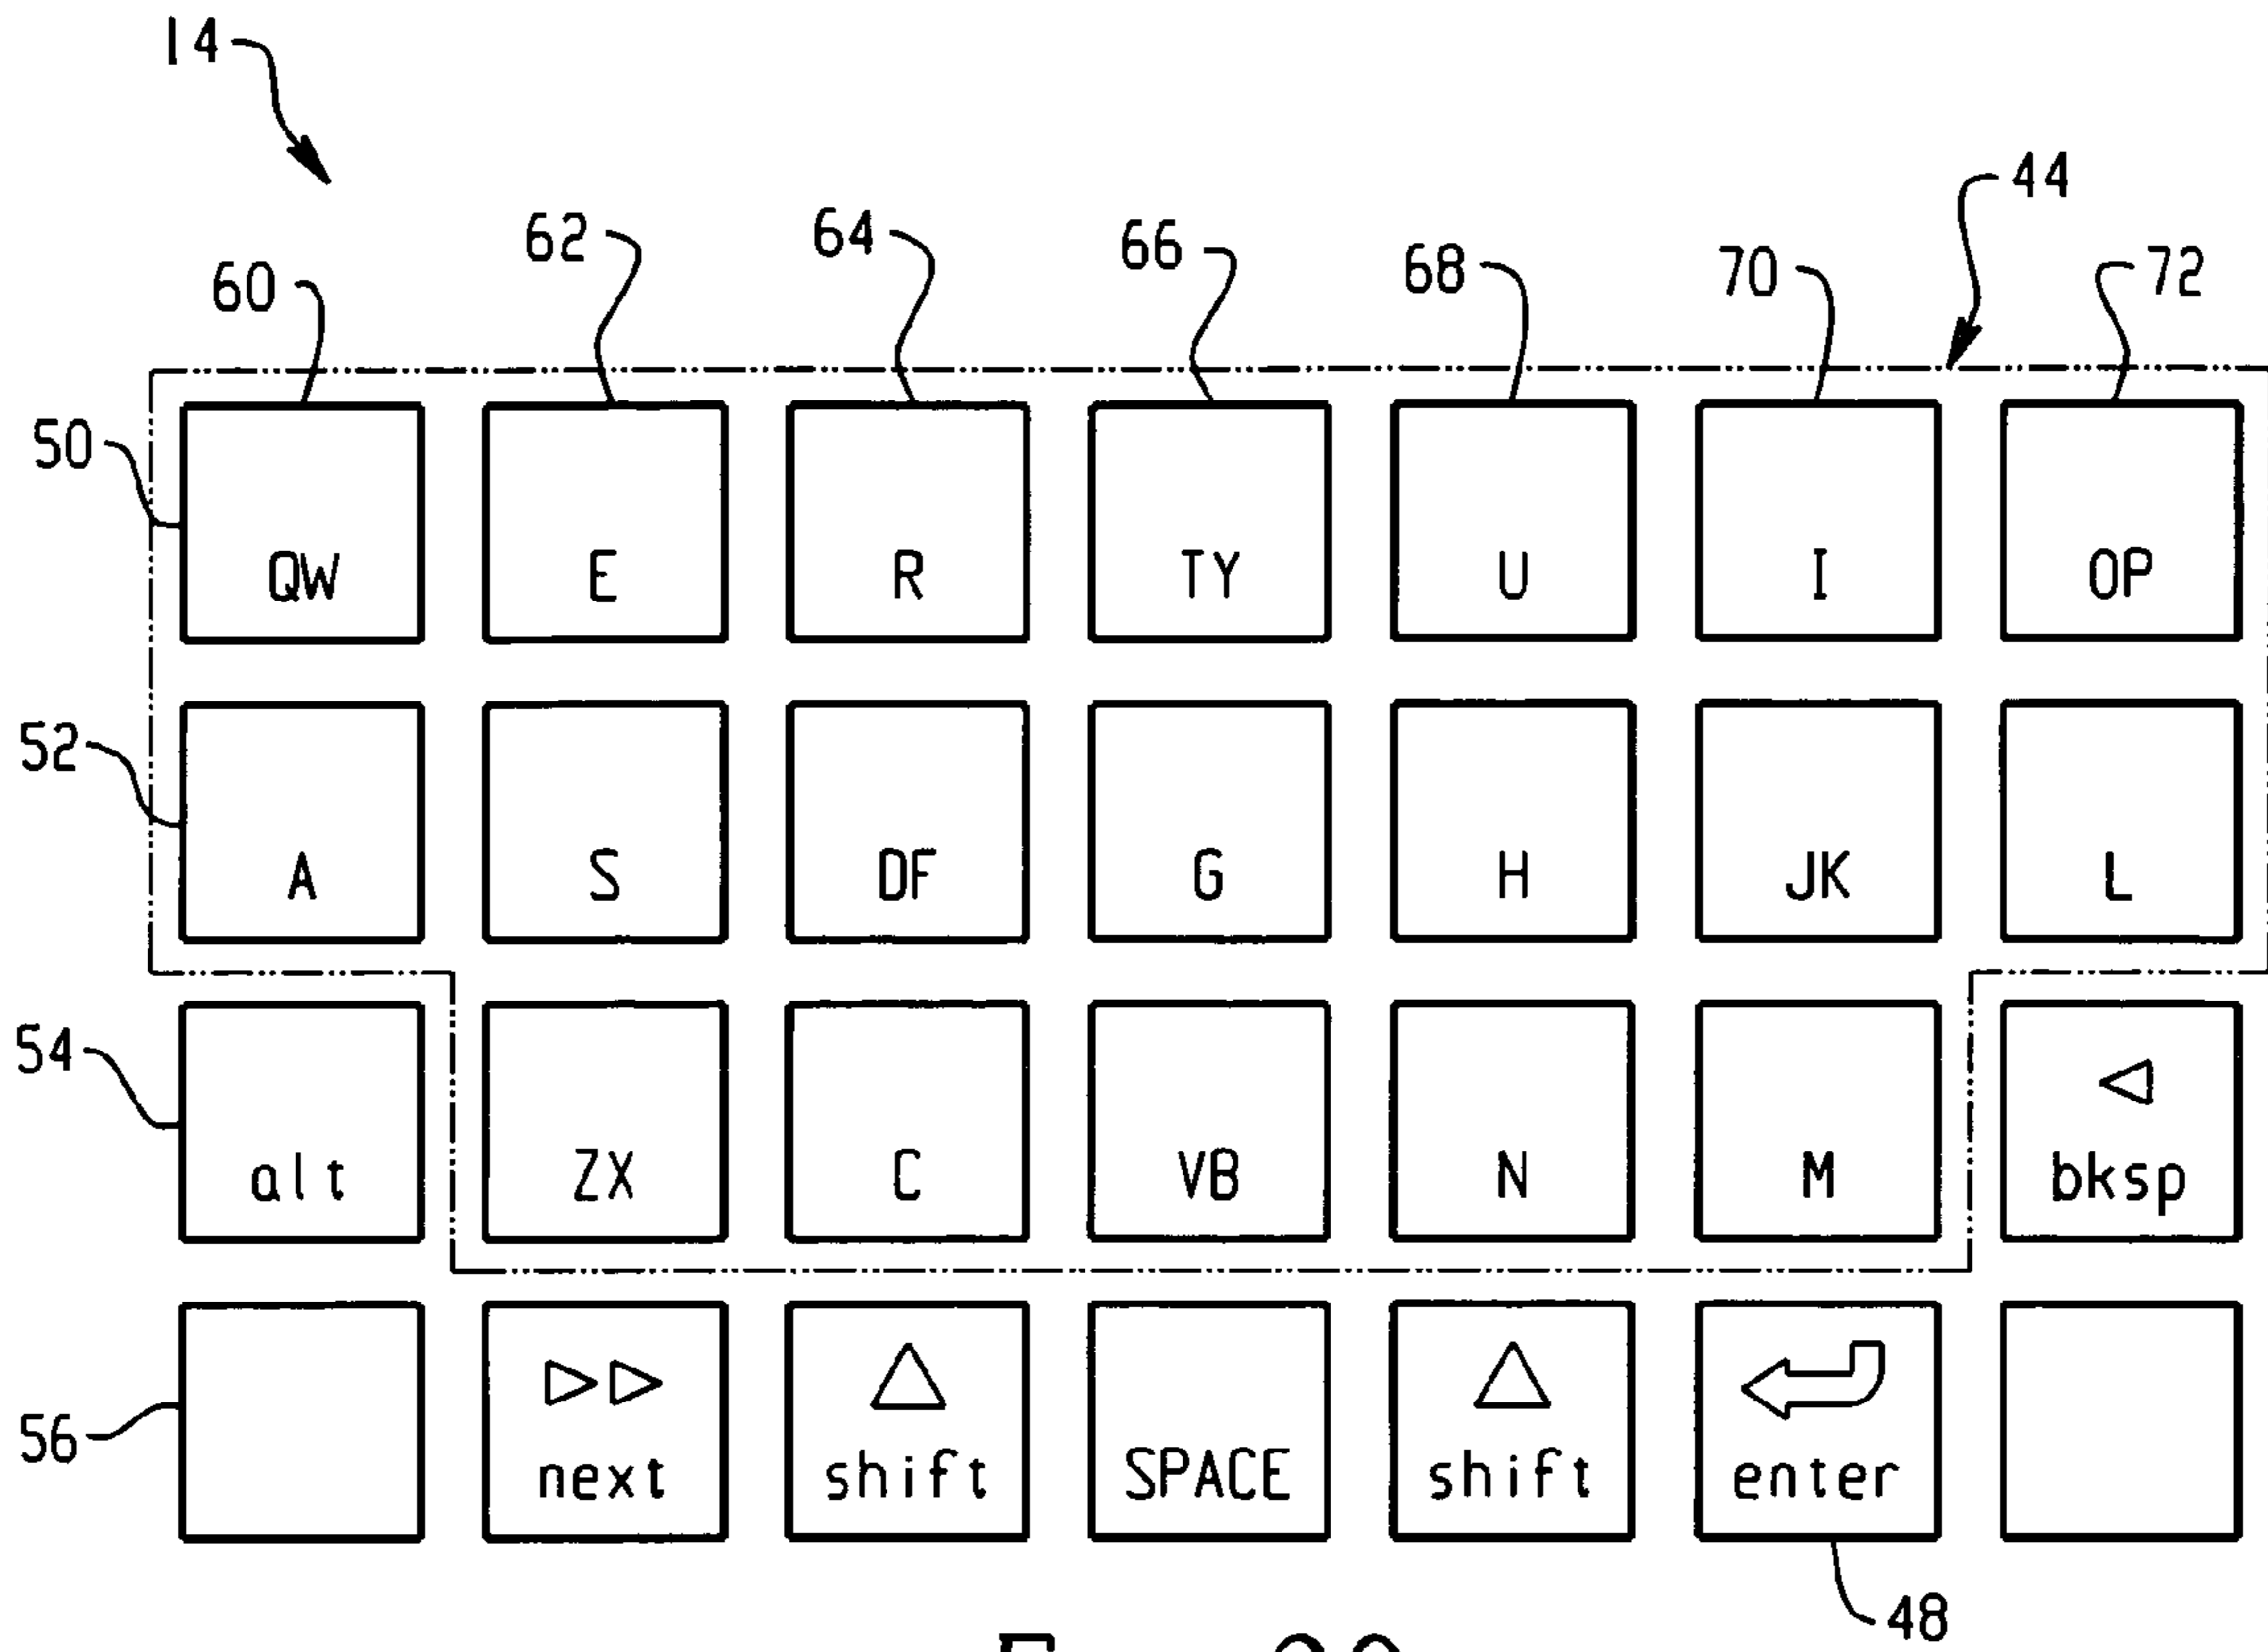 14
44
62 64 66 68 70 72
60
50
QW E R TY U I OP
52
A S DF G H JK L
54
alt ZX C VB N M bksp
56
next shift SPACE shift enter
48